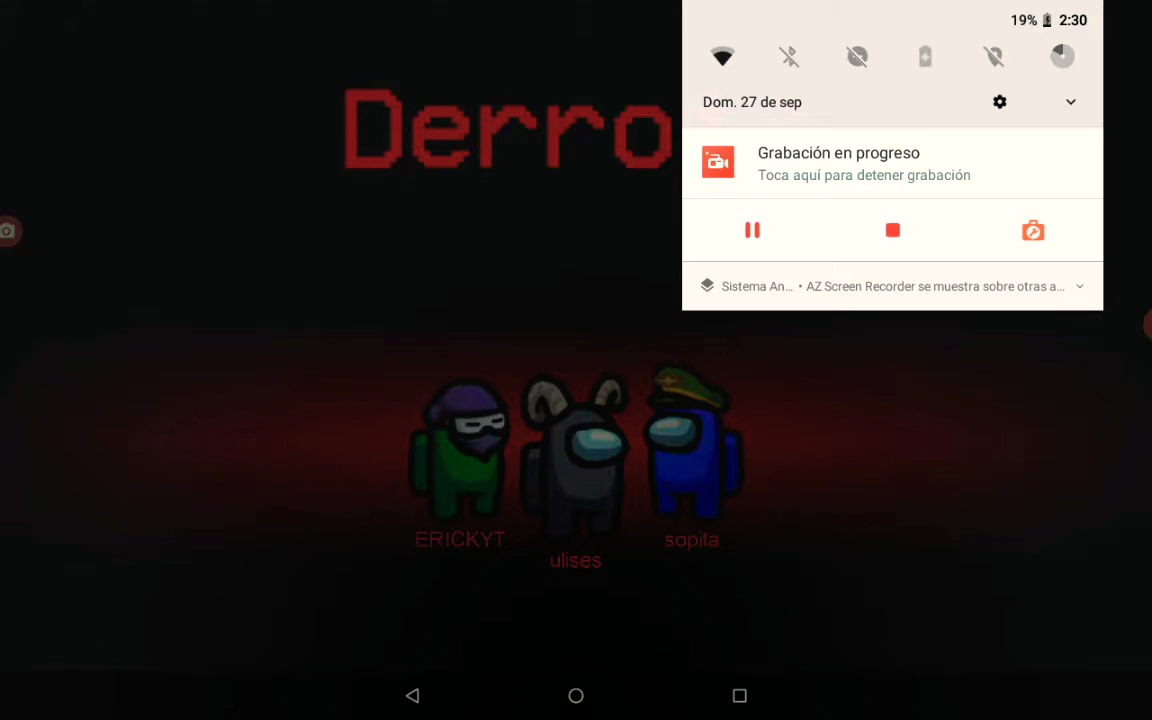 19% 2:30
Dom. 27 de sep
Derro
Grabación en progreso
Toca aquí para detener grabación
Sistema An... • AZ Screen Recorder se muestra sobre otras a...
ERICKYT
ulises
sopita